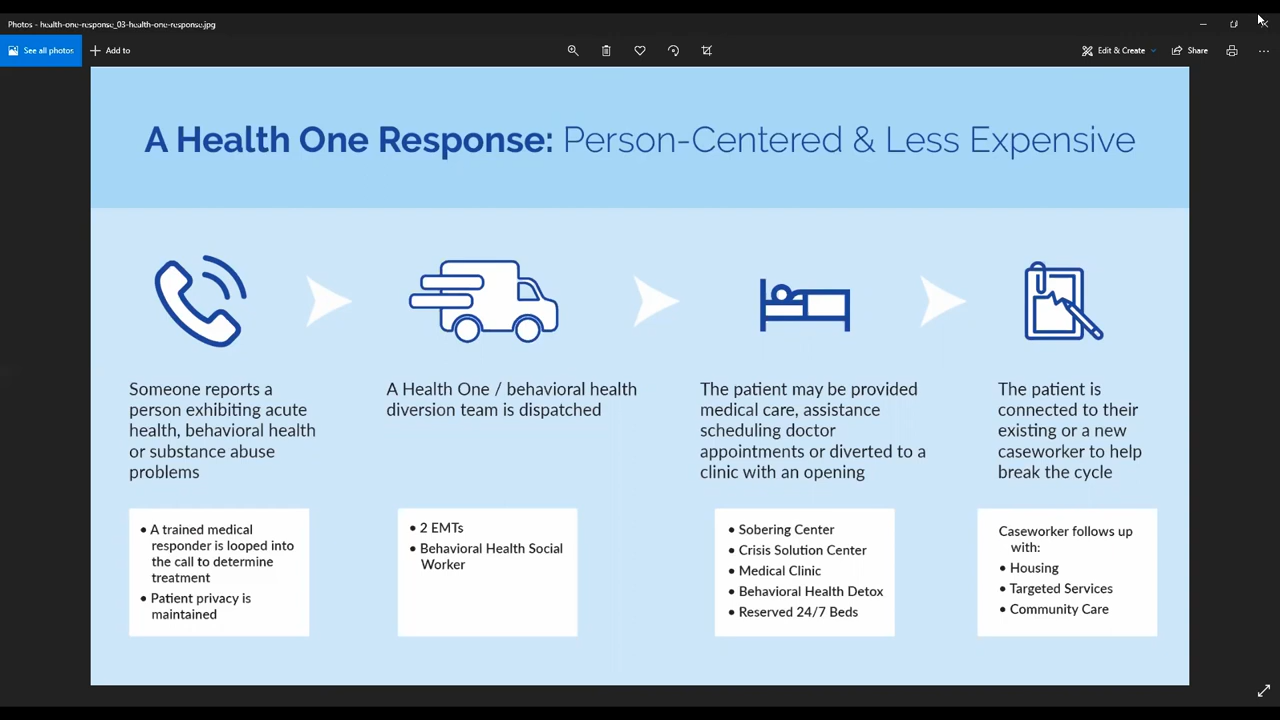 Photos - health-one-response_03-health-one-response.jpg
See all photos
Add to
Edit & Create
Share
A Health One Response: Person-Centered & Less Expensive
Someone reports a
person exhibiting acute
health, behavioral health
or substance abuse
problems
• A trained medical
responder is looped into
the call to determine
treatment
• Patient privacy is
maintained
A Health One / behavioral health
diversion team is dispatched
• 2 EMTs
• Behavioral Health Social
Worker
The patient may be provided
medical care, assistance
scheduling doctor
appointments or diverted to a
clinic with an opening
• Sobering Center
• Crisis Solution Center
• Medical Clinic
• Behavioral Health Detox
• Reserved 24/7 Beds
The patient is
connected to their
existing or a new
caseworker to help
break the cycle
Caseworker follows up
with:
• Housing
• Targeted Services
• Community Care